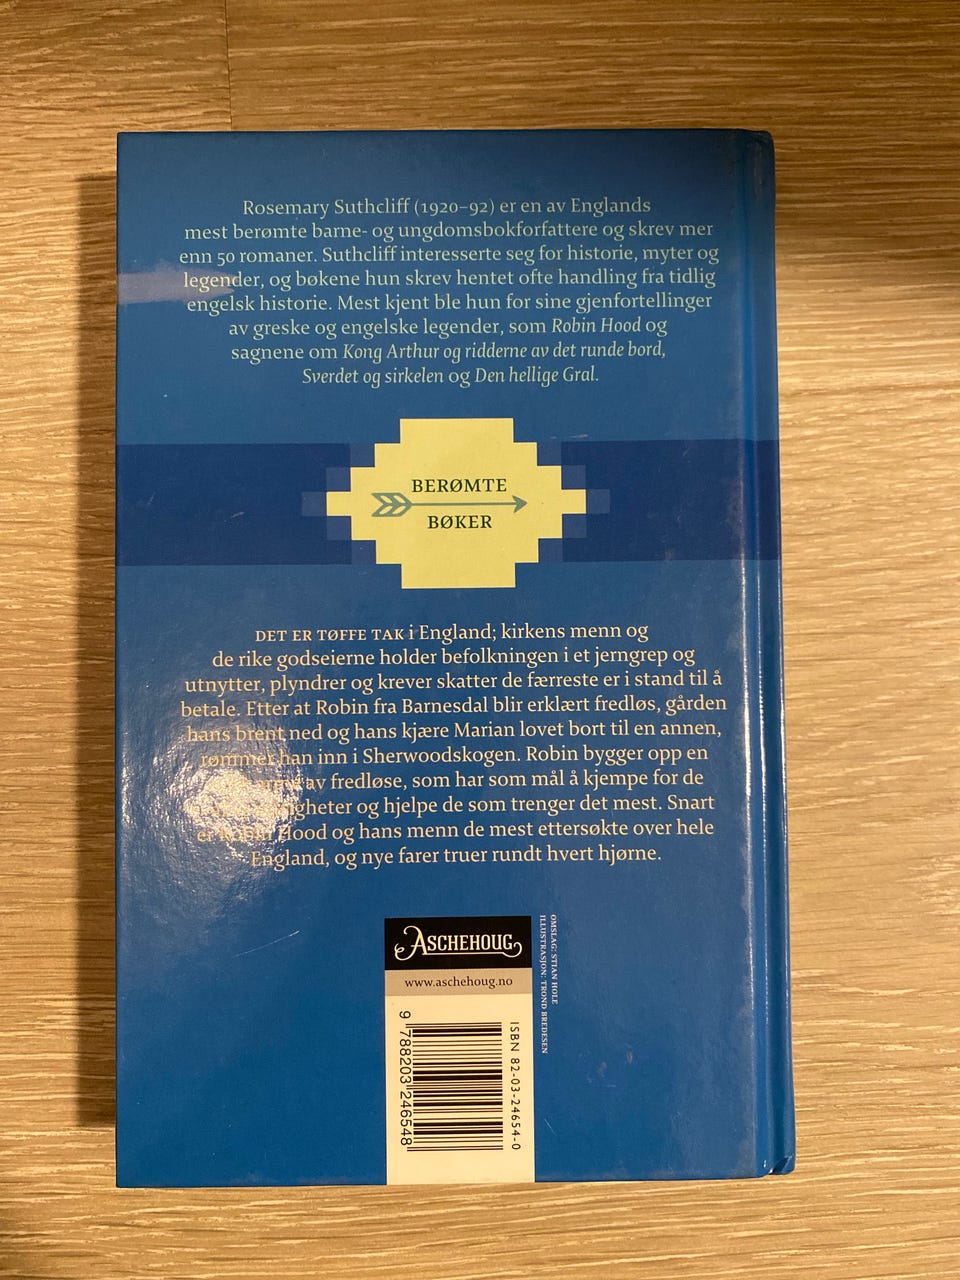 Rosemary Suthcliff (1920–92) er en av Englands
mest berømte barne- og ungdomsbokforfattere og skrev mer
enn 50 romaner. Suthcliff interesserte seg for historie, myter og
legender, og bøkene hun skrev hentet ofte handling fra tidlig
engelsk historie. Mest kjent ble hun for sine gjenfortellinger
av greske og engelske legender, som Robin Hood og
sagnene om Kong Arthur og ridderne av det runde bord,
Sverdet og sirkelen og Den hellige Gral.
BERØMTE
BØKER
DET ER TØFFE TAK i England; kirkens menn og
de rike godseierne holder befolkningen i et jerngrep og
utnytter, plyndrer og krever skatter de færreste er i stand til å
betale. Etter at Robin fra Barnesdal blir erklært fredløs, gården
hans brent ned og hans kjære Marian lovet bort til en annen,
rømmer han inn i Sherwoodskogen. Robin bygger opp en
av fredløse, som har som mål å kjempe for de
og hjelpe de som trenger det mest. Snart
er Robin Hood og hans menn de mest ettersøkte over hele
England, og nye farer truer rundt hvert hjørne.
ASCHEHOUG
www.aschehoug.no
OMSLAG: STIAN HOLE
ILLUSTRASJON: TROND BREDESEN
ISBN 82-03-24654-0
9 788203 246548